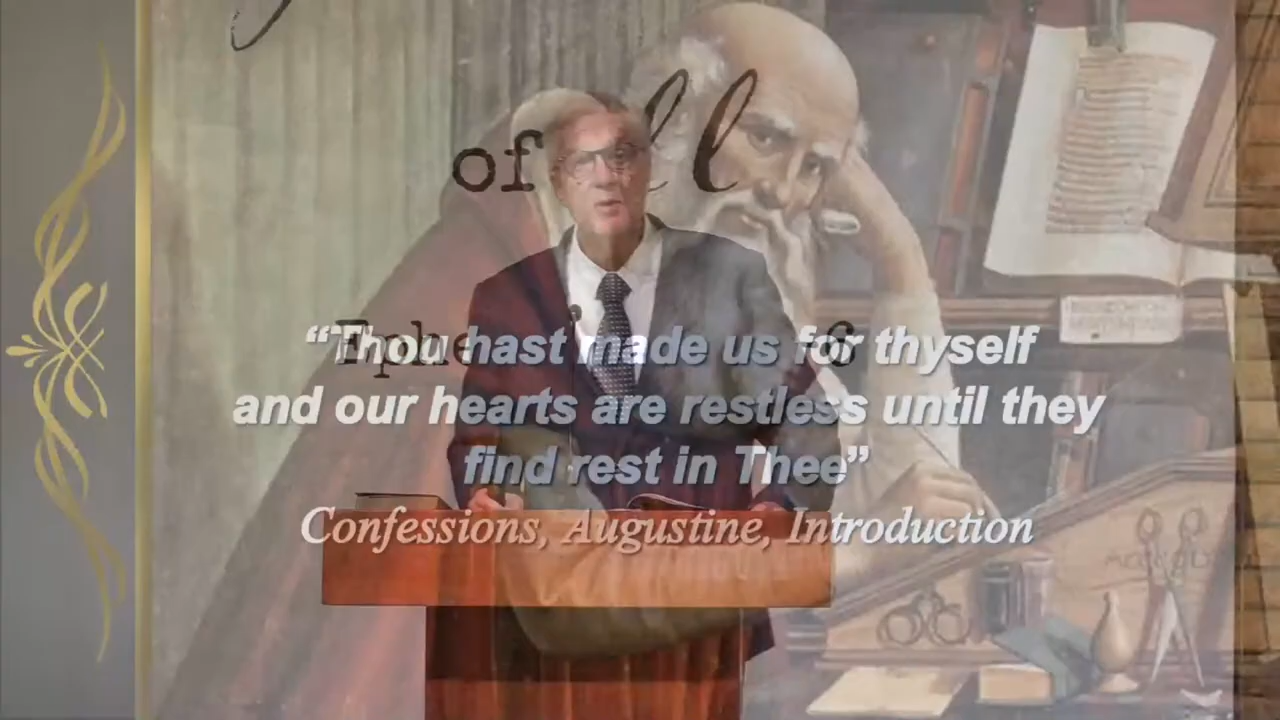 of all
“Thou hast made us for thyself
and our hearts are restless until they
find rest in Thee”
Confessions, Augustine, Introduction